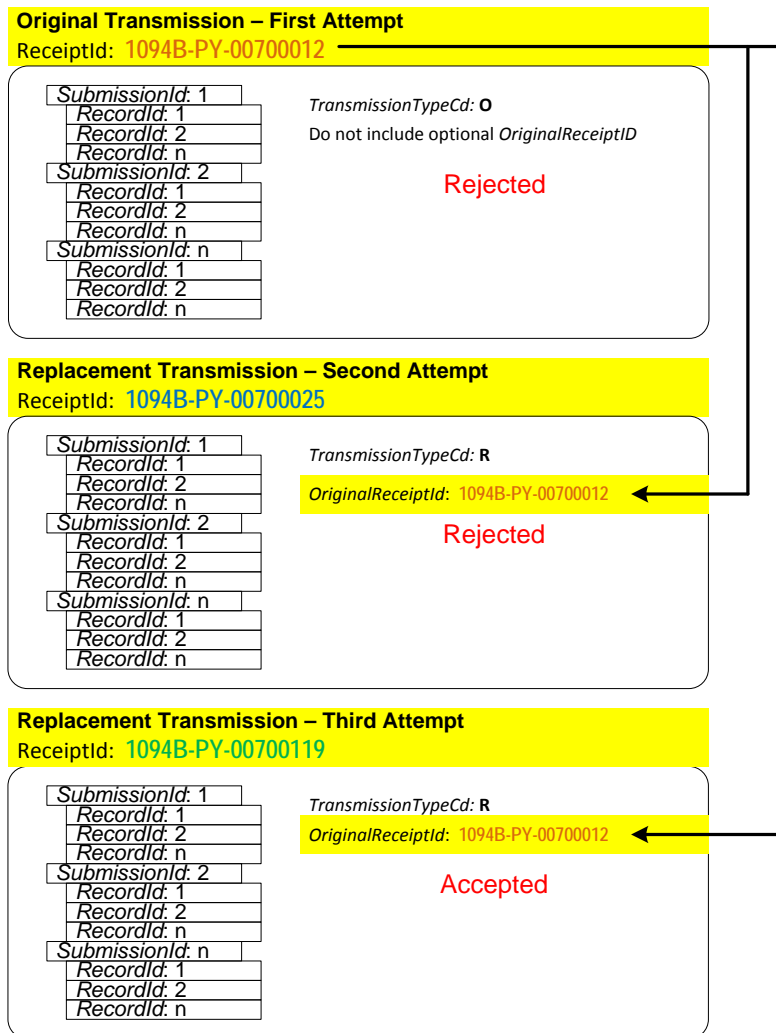 Original Transmission – First Attempt
ReceiptId: 1094B-PY-00700012
SubmissionId: 1
RecordId: 1
RecordId: 2
RecordId: n
SubmissionId: 2
RecordId: 1
RecordId: 2
RecordId: n
SubmissionId: n
RecordId: 1
RecordId: 2
RecordId: n
TransmissionTypeCd: O
Do not include optional OriginalReceiptID
Rejected
Replacement Transmission – Second Attempt
ReceiptId: 1094B-PY-00700025
SubmissionId: 1
RecordId: 1
RecordId: 2
RecordId: n
SubmissionId: 2
RecordId: 1
RecordId: 2
RecordId: n
SubmissionId: n
RecordId: 1
RecordId: 2
RecordId: n
TransmissionTypeCd: R
OriginalReceiptId: 1094B-PY-00700012
Rejected
Replacement Transmission – Third Attempt
ReceiptId: 1094B-PY-00700119
SubmissionId: 1
RecordId: 1
RecordId: 2
RecordId: n
SubmissionId: 2
RecordId: 1
RecordId: 2
RecordId: n
SubmissionId: n
RecordId: 1
RecordId: 2
RecordId: n
TransmissionTypeCd: R
OriginalReceiptId: 1094B-PY-00700012
Accepted